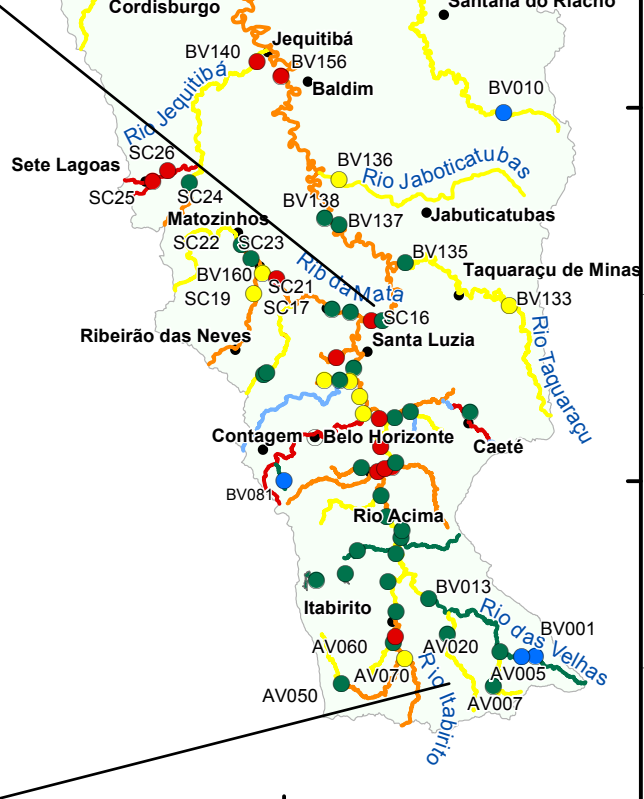 Santana do Riacho
Cordisburgo
Jequitibá
BV140
BV156
Baldim
BV010
Rio Jequitibá
SC26
Sete Lagoas
BV136
Rio Jaboticatubas
SC25
SC24
BV138
Jabuticatubas
Matozinhos
BV137
SC22
SC23
BV135
Rib da Mata
Taquaraçu de Minas
BV160
SC21
SC19
BV133
SC17
SC16
Ribeirão das Neves
Santa Luzia
Rio Taquaraçu
Contagem
Belo Horizonte
Caeté
BV081
Rio Acima
BV013
Itabirito
Rio das Velhas
BV001
AV060
AV020
AV070
AV005
AV050
AV007
Rio Itabirito